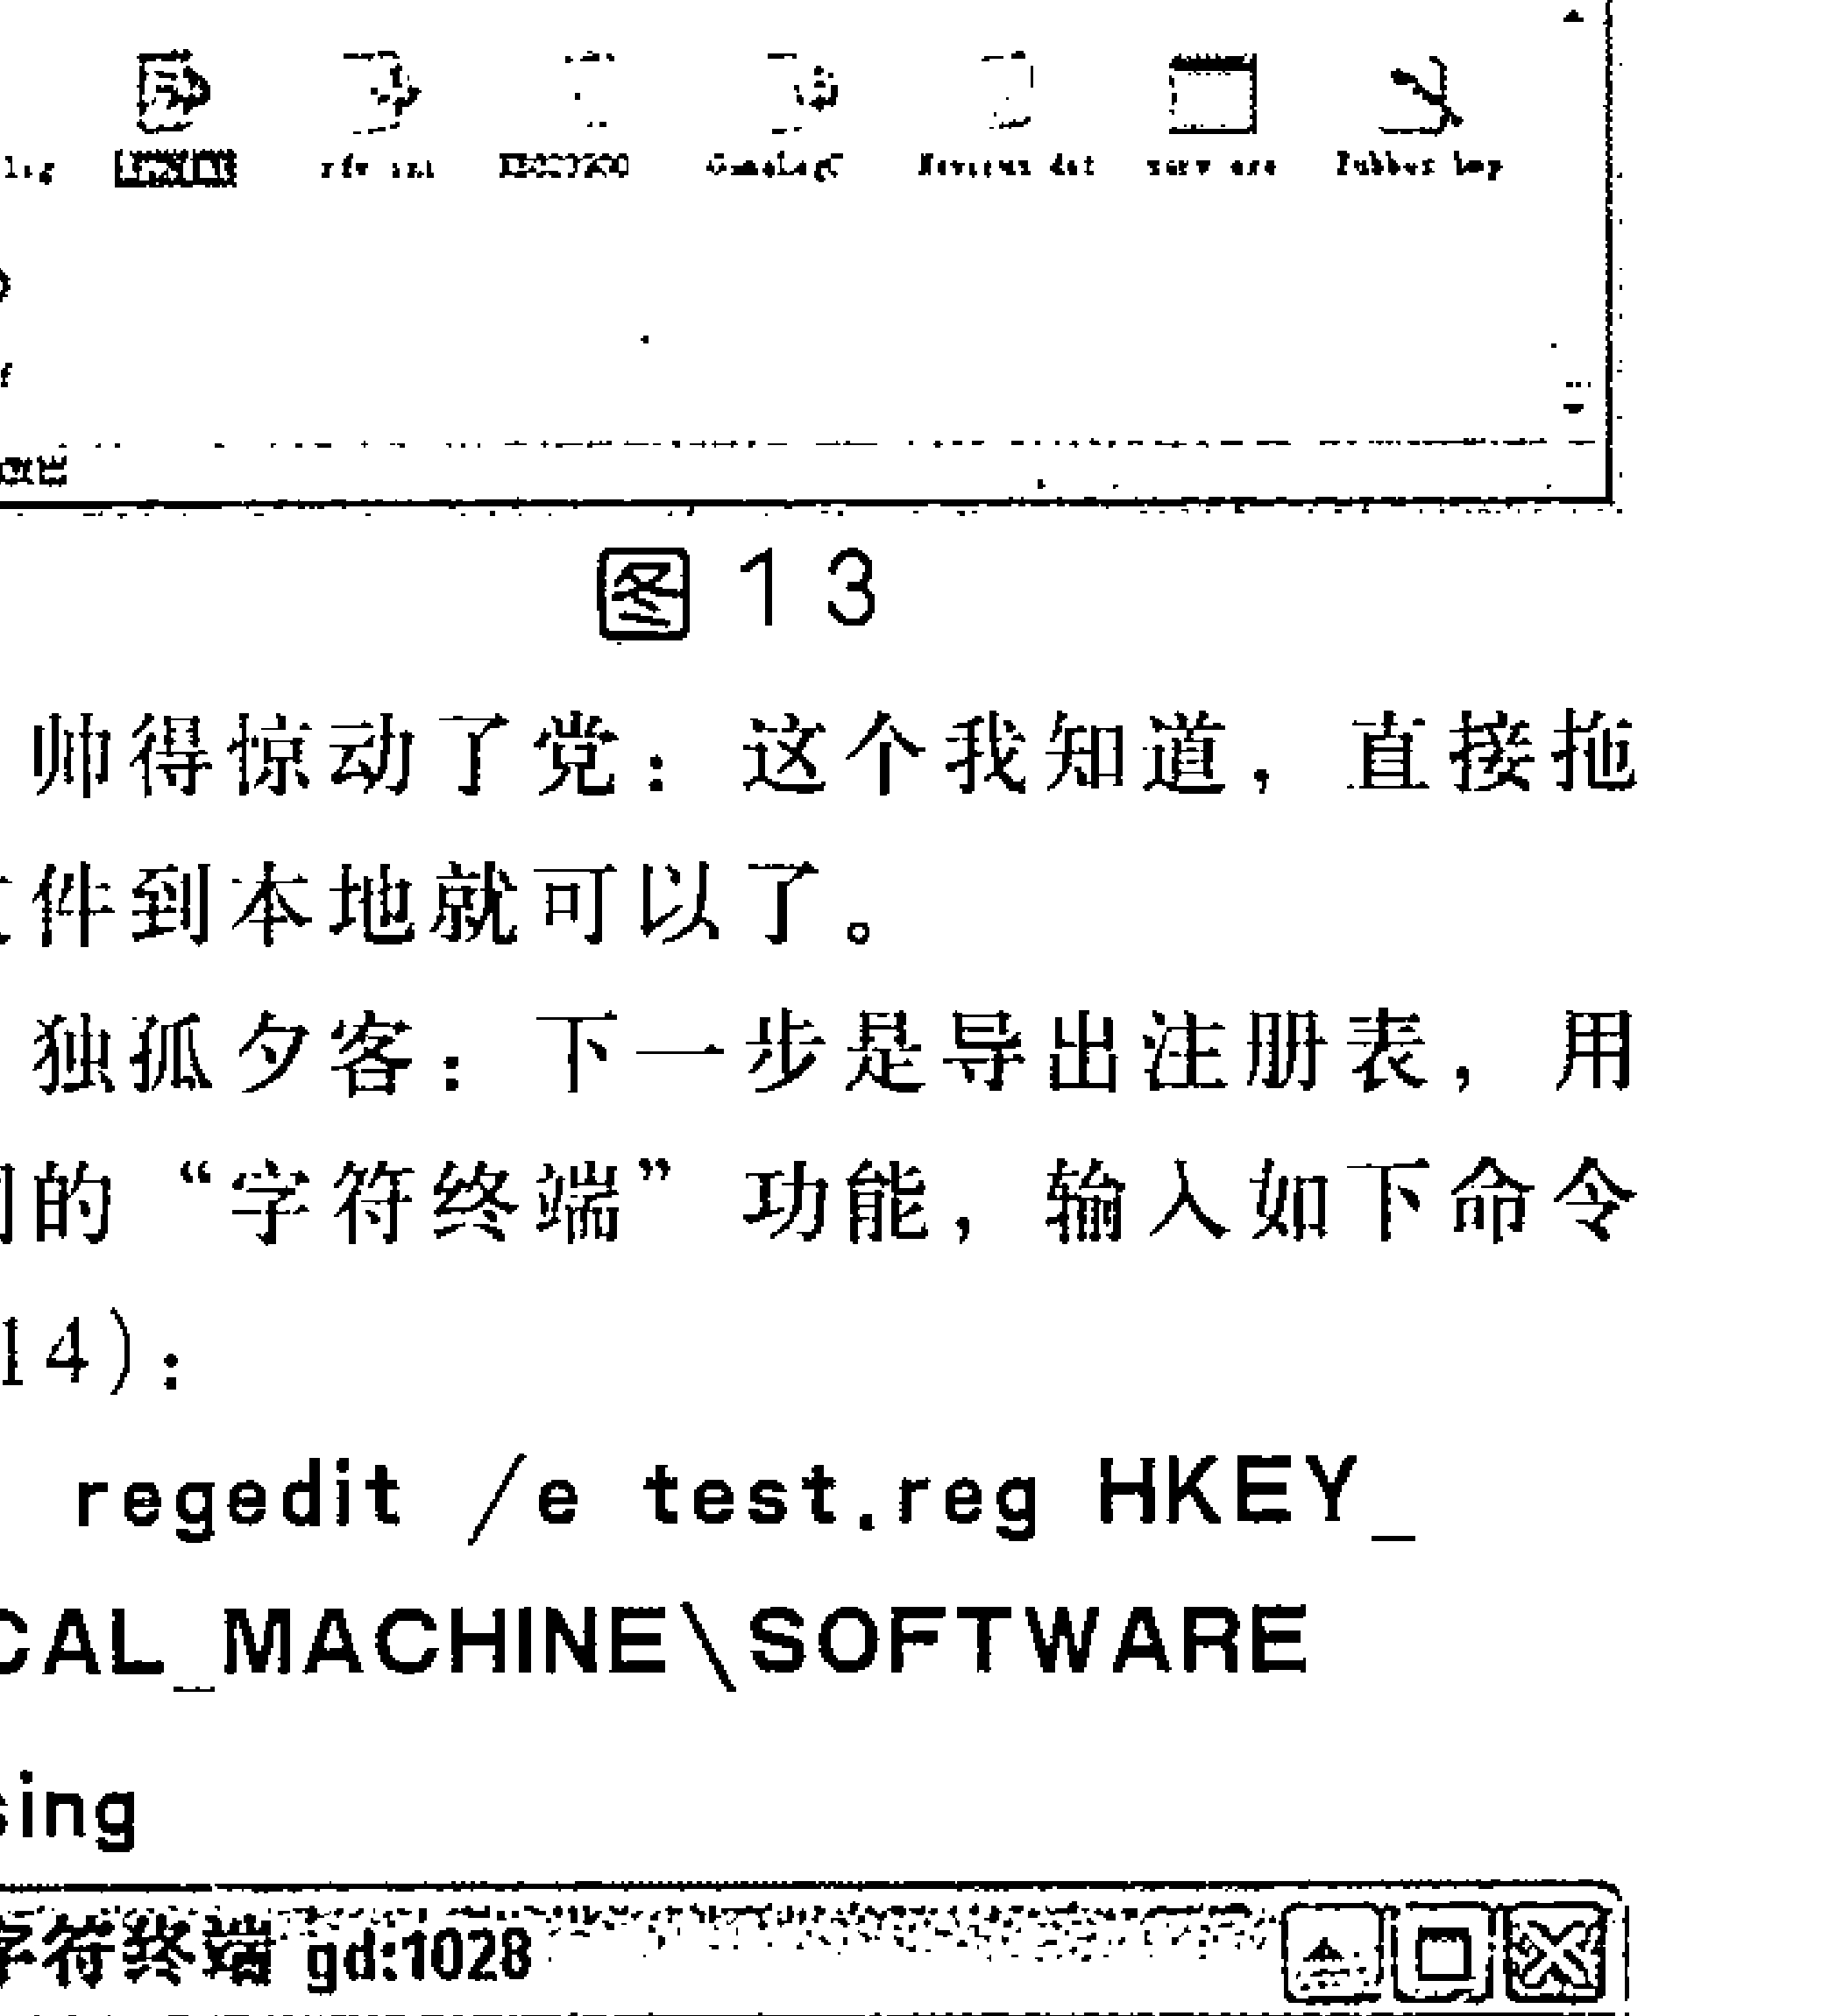 图 13
帅得惊动了党：这个我知道，直接拖
件到本地就可以了。
独孤夕客：下一步是导出注册表，用
的“字符终端”功能，输入如下命令
14)：
regedit /e test.reg HKEY_
CAL_MACHINE\SOFTWARE
sing
字符终端 gd:1028